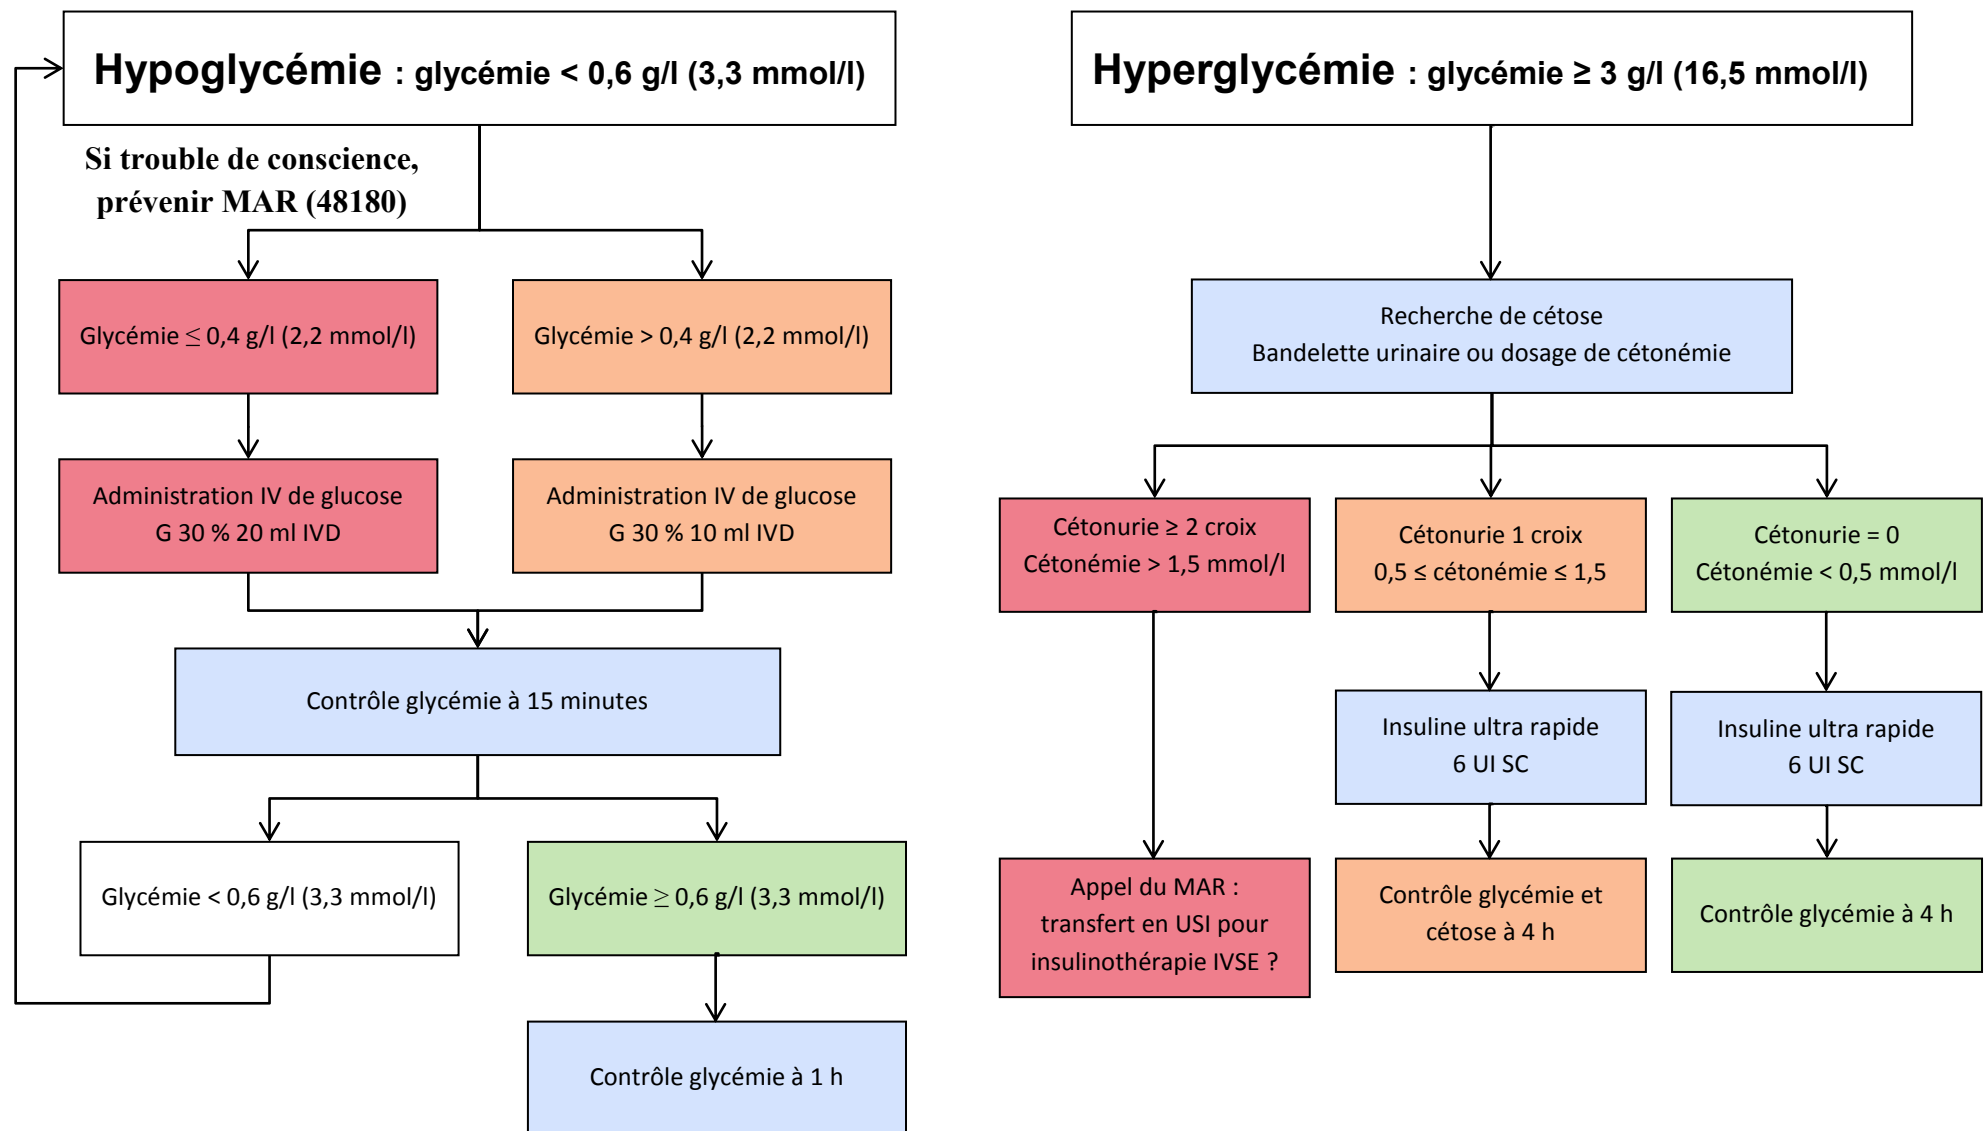 Hypoglycémie : glycémie < 0,6 g/l (3,3 mmol/l)
Si trouble de conscience,
prévenir MAR (48180)
Glycémie ≤ 0,4 g/l (2,2 mmol/l)
Glycémie > 0,4 g/l (2,2 mmol/l)
Administration IV de glucose
G 30 % 20 ml IVD
Administration IV de glucose
G 30 % 10 ml IVD
Contrôle glycémie à 15 minutes
Glycémie < 0,6 g/l (3,3 mmol/l)
Glycémie ≥ 0,6 g/l (3,3 mmol/l)
Contrôle glycémie à 1 h
Hyperglycémie : glycémie ≥ 3 g/l (16,5 mmol/l)
Recherche de cétose
Bandelette urinaire ou dosage de cétonémie
Cétonurie ≥ 2 croix
Cétonémie > 1,5 mmol/l
Cétonurie 1 croix
0,5 ≤ cétonémie ≤ 1,5
Cétonurie = 0
Cétonémie < 0,5 mmol/l
Insuline ultra rapide
6 UI SC
Insuline ultra rapide
6 UI SC
Appel du MAR :
transfert en USI pour
insulinothérapie IVSE ?
Contrôle glycémie et
cétose à 4 h
Contrôle glycémie à 4 h